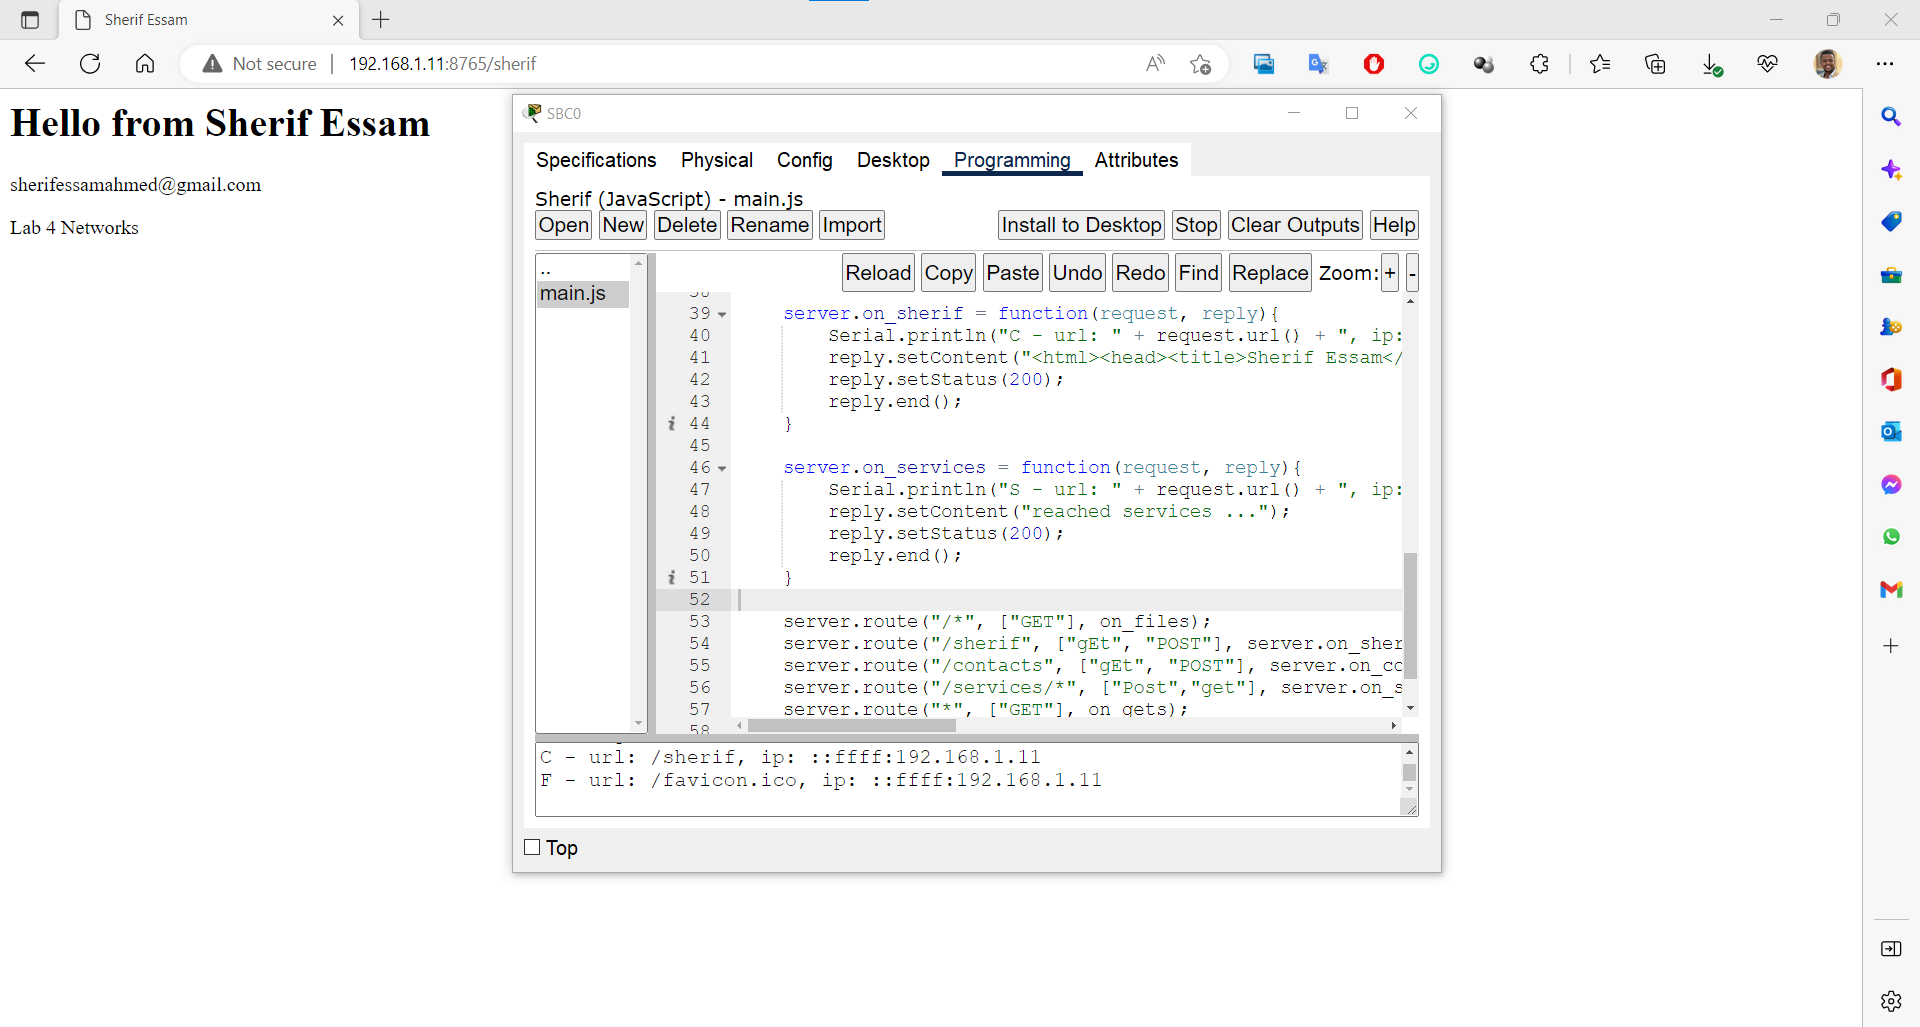 Sherif Essam
Not secure
192.168.1.11:8765/sherif
Hello from Sherif Essam
sherifessamahmed@gmail.com
Lab 4 Networks
SBC0
Specifications Physical Config Desktop Programming Attributes
Sherif (JavaScript) - main.js
Open New Delete Rename Import Install to Desktop Stop Clear Outputs Help
..
main.js
Reload Copy Paste Undo Redo Find Replace Zoom: + -
39 server.on_sherif = function(request, reply){
40 Serial.println("C - url: " + request.url() + ", ip:
41 reply.setContent("<html><head><title>Sherif Essam</
42 reply.setStatus(200);
43 reply.end();
44 }
45
46 server.on_services = function(request, reply){
47 Serial.println("S - url: " + request.url() + ", ip:
48 reply.setContent("reached services ...");
49 reply.setStatus(200);
50 reply.end();
51 }
52
53 server.route("/*", ["GET"], on_files);
54 server.route("/sherif", ["gEt", "POST"], server.on_sher
55 server.route("/contacts", ["gEt", "POST"], server.on_co
56 server.route("/services/*", ["Post","get"], server.on_s
57 server.route("*", ["GET"], on_gets);
58
C - url: /sherif, ip: ::ffff:192.168.1.11
F - url: /favicon.ico, ip: ::ffff:192.168.1.11
Top